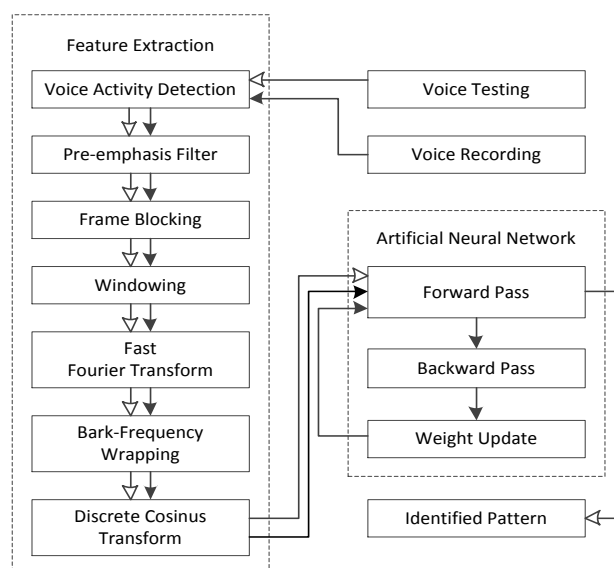 Feature Extraction
Voice Activity Detection
Pre-emphasis Filter
Frame Blocking
Windowing
Fast
Fourier Transform
Bark-Frequency
Wrapping
Discrete Cosinus
Transform
Voice Testing
Voice Recording
Artificial Neural Network
Forward Pass
Backward Pass
Weight Update
Identified Pattern